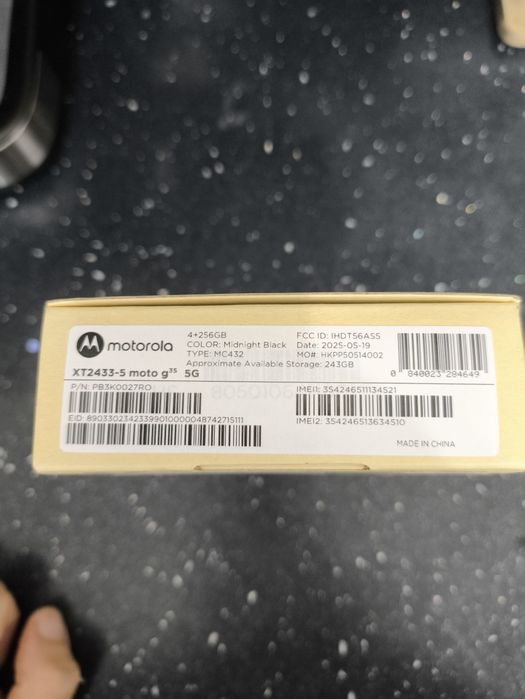 motorola
4+256GB
COLOR: Midnight Black
TYPE: MC432
Approximate Available Storage: 243GB
FCC ID: IHDT56AS5
Date: 2025-05-19
MO#: HKPP50514002
0 840023 284649
XT2433-5 moto g35 5G
P/N: PB3K0027RO
IMEI1: 354246511134521
EID: 89033023423399010000048742715111
IMEI2: 354246513634510
MADE IN CHINA